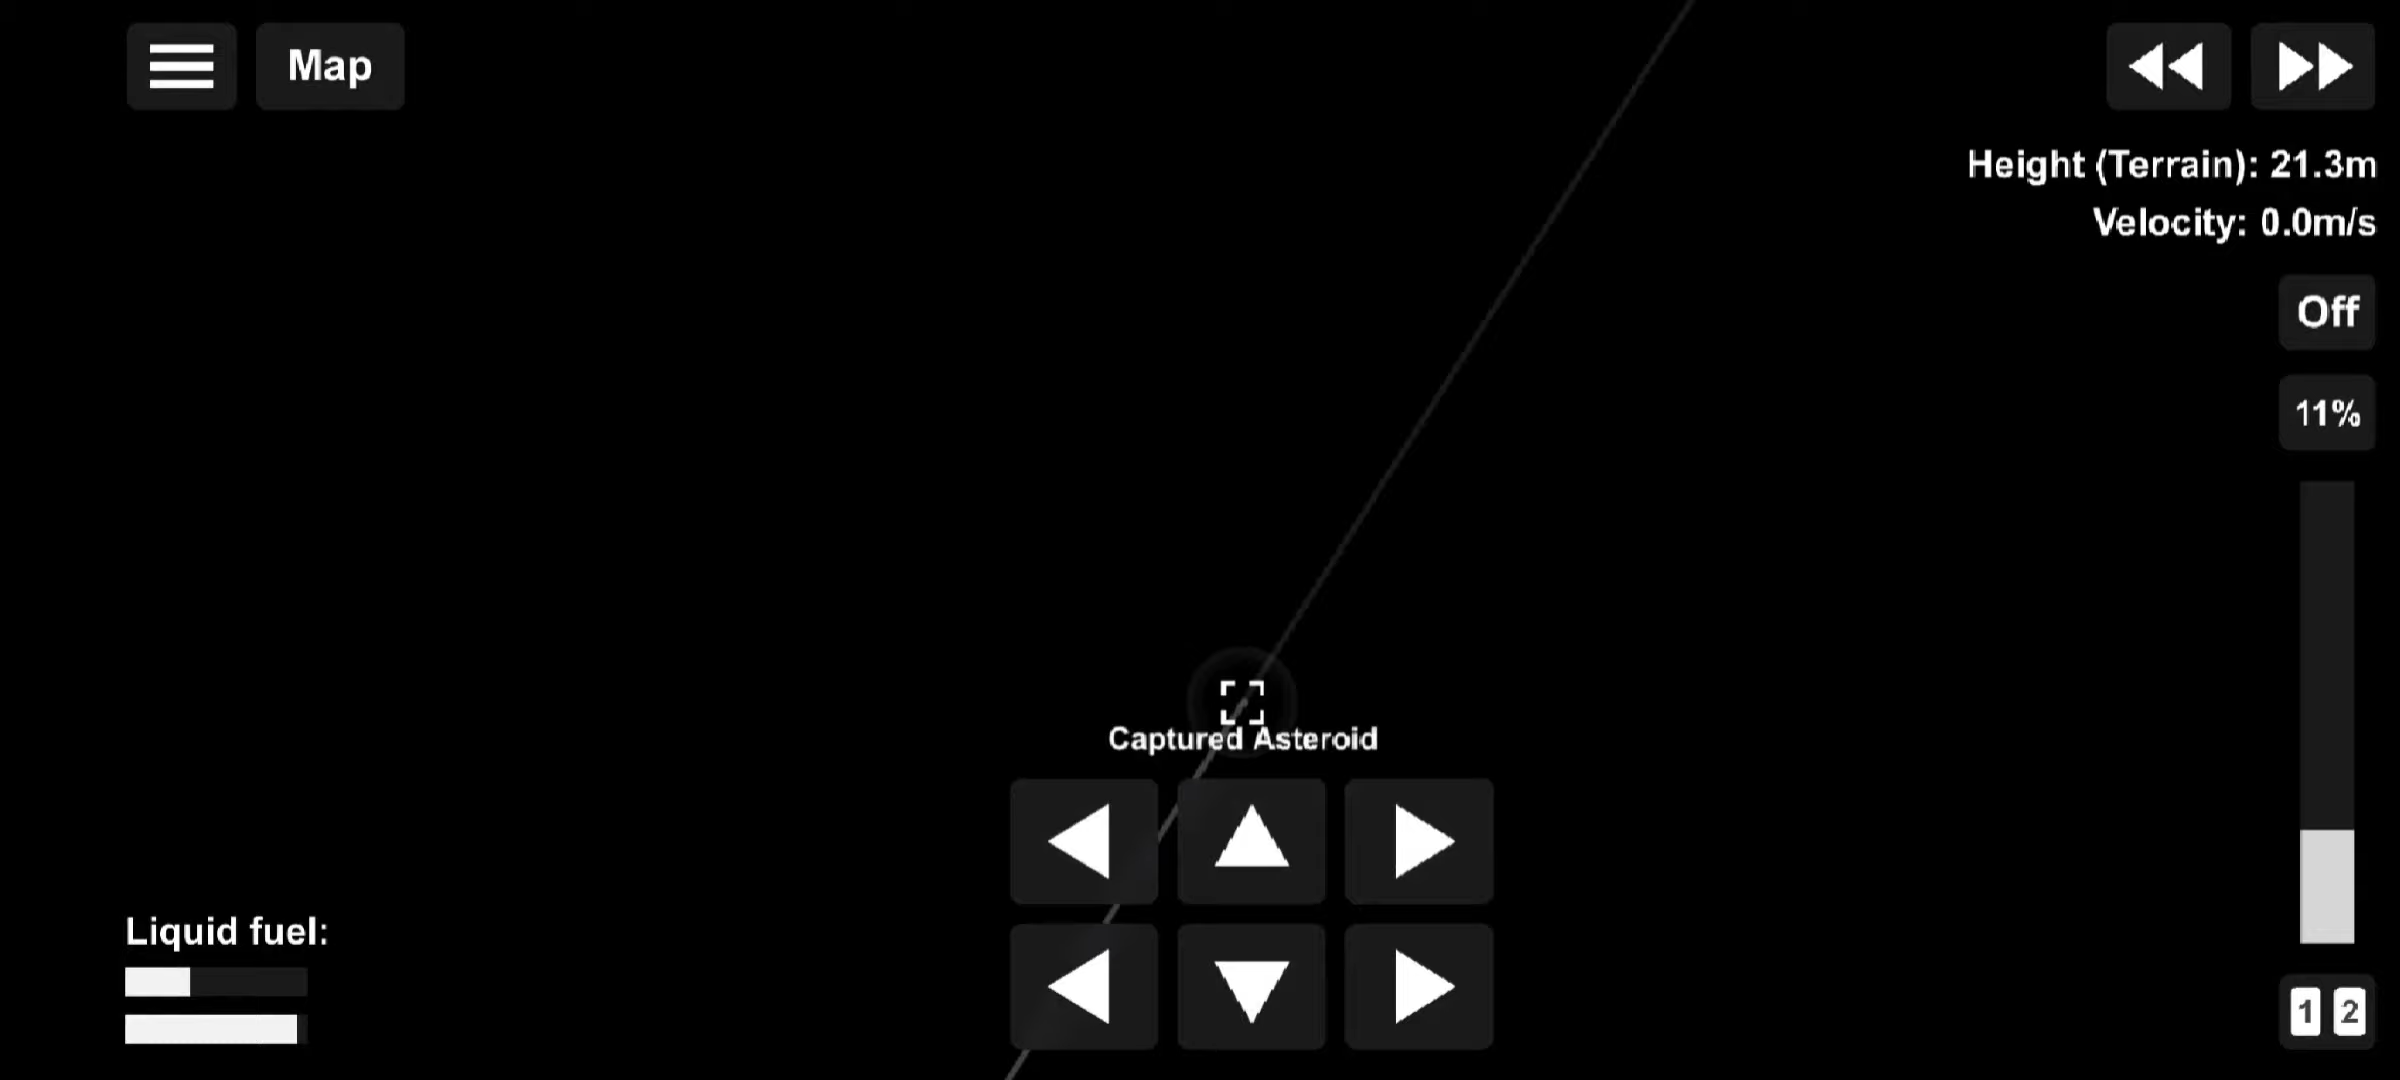 Map
Height (Terrain): 21.3m
Velocity: 0.0m/s
Off
11%
Captured Asteroid
Liquid fuel:
1 2